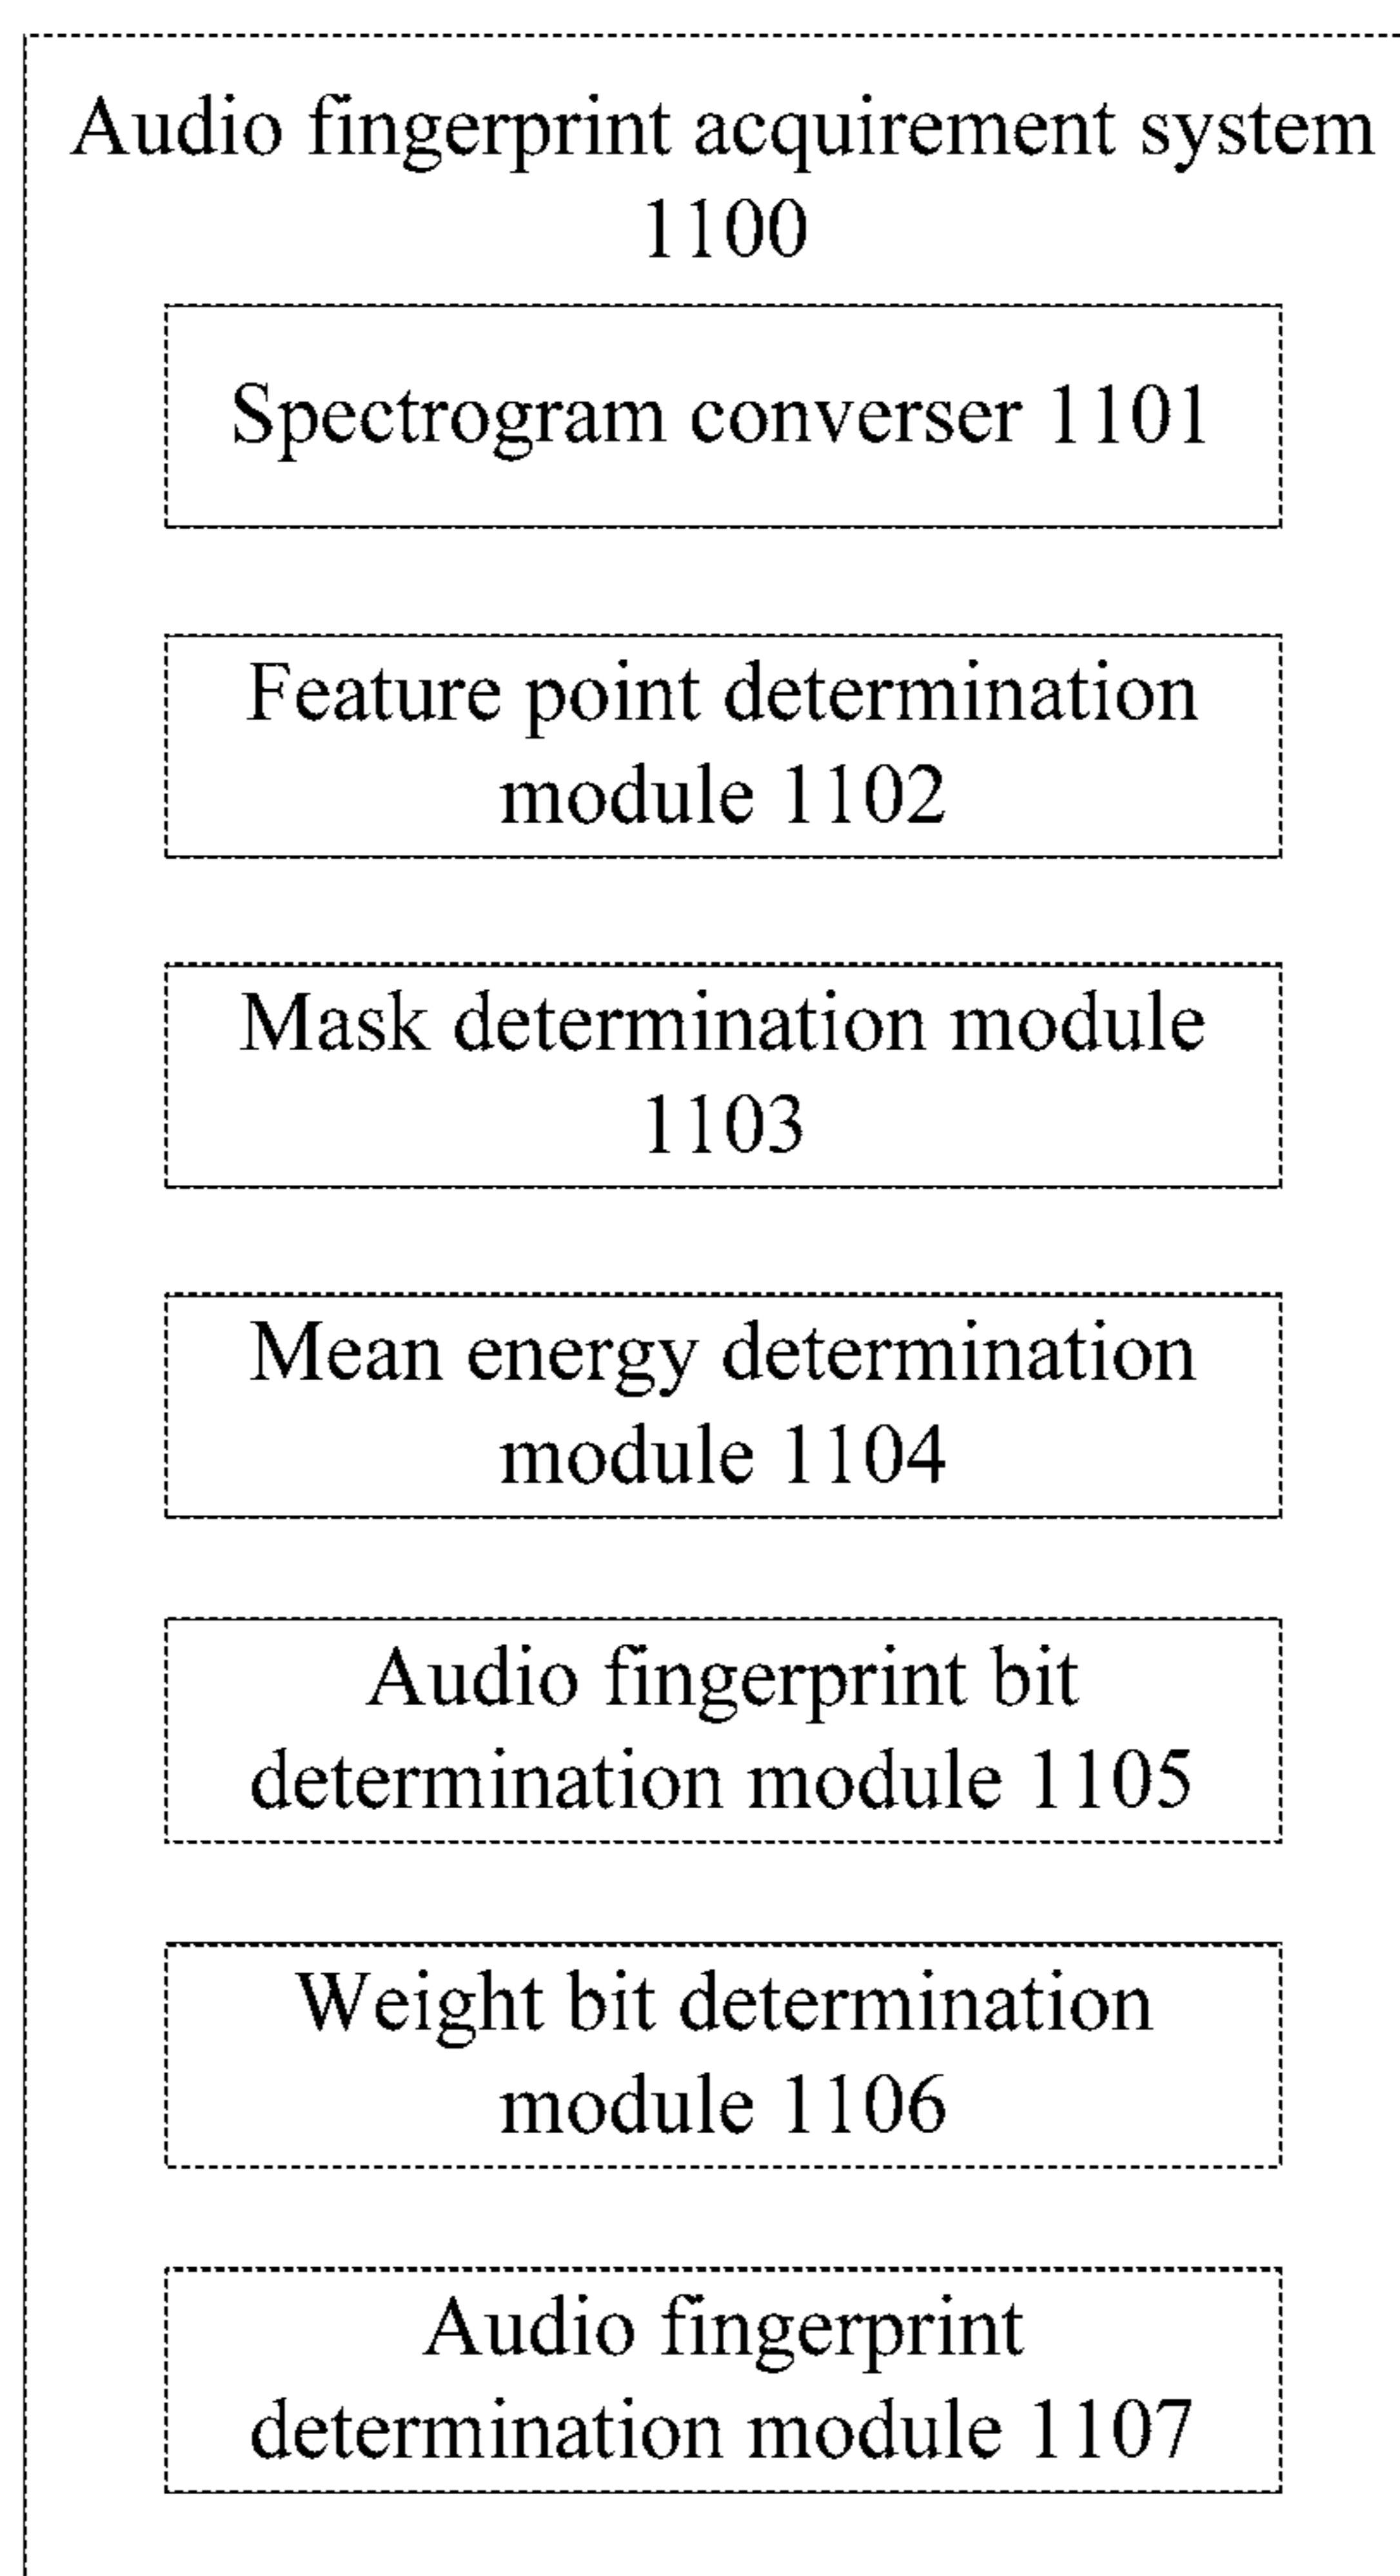 Audio fingerprint acquirement system
1100
Spectrogram converser 1101
Feature point determination
module 1102
Mask determination module
1103
Mean energy determination
module 1104
Audio fingerprint bit
determination module 1105
Weight bit determination
module 1106
Audio fingerprint
determination module 1107